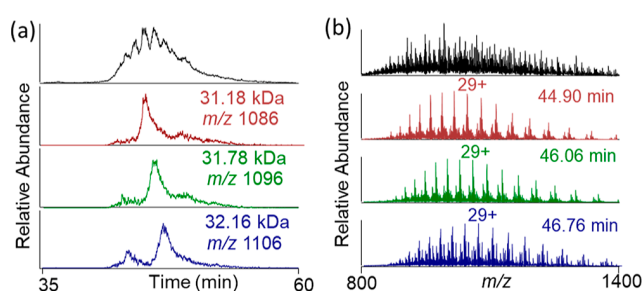 (a)
Relative Abundance
31.18 kDa
m/z 1086
31.78 kDa
m/z 1096
32.16 kDa
m/z 1106
35 Time (min) 60
(b)
Relative Abundance
29+
44.90 min
29+
46.06 min
29+
46.76 min
800 m/z 1400